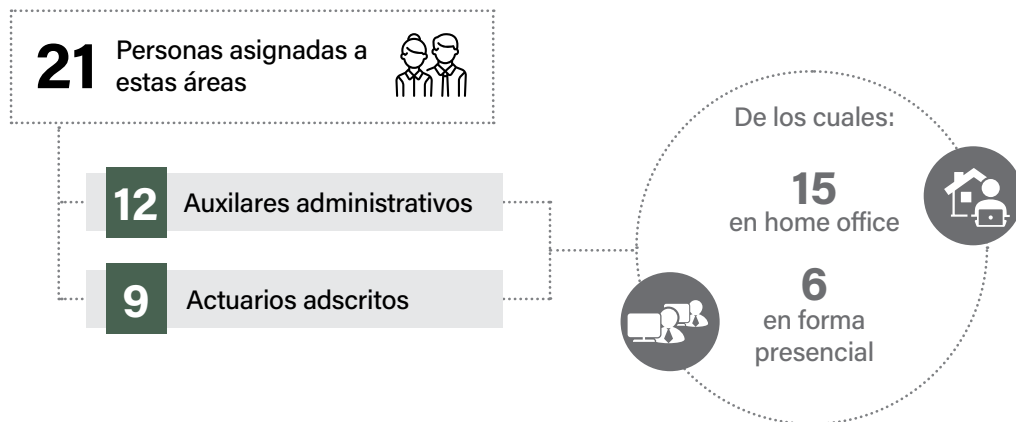 21
Personas asignadas a
estas áreas
12
Auxilares administrativos
9
Actuarios adscritos
De los cuales:
15
en home office
6
en forma
presencial